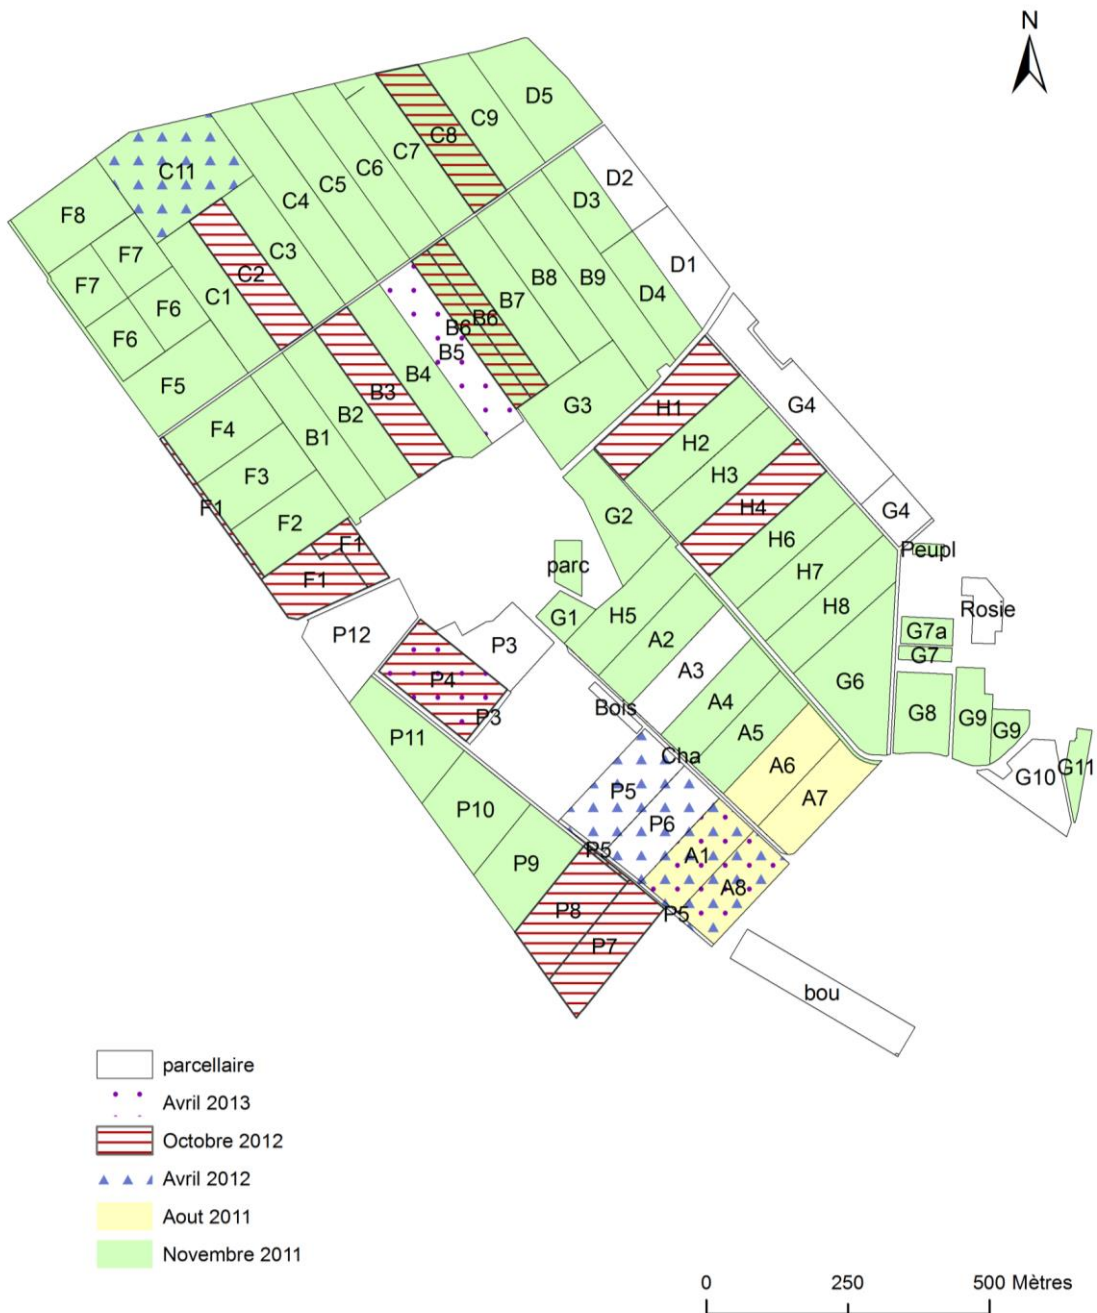 N
D5
C9
C8
C7
C6
C5
C4
C3
C11
C2
C1
F8
F7
F7
F6
F6
F5
D2
D3
D1
D4
B9
B8
B7
B6
B6
B5
B4
B3
B2
B1
F4
F3
F2
F1
F1
F1
G3
G4
G4
H1
H2
H3
H4
H6
H7
H8
G6
G2
parc
G1
H5
A2
A3
A4
A5
A6
A7
Bois
Cha
Peupl
Rosie
G7a
G7
G8
G9
G9
G10
G11
P12
P3
P4
P3
P11
P10
P9
P5
P6
P5
A1
A8
P5
P8
P7
bou
parcellaire
Avril 2013
Octobre 2012
Avril 2012
Aout 2011
Novembre 2011
0 250 500 Mètres